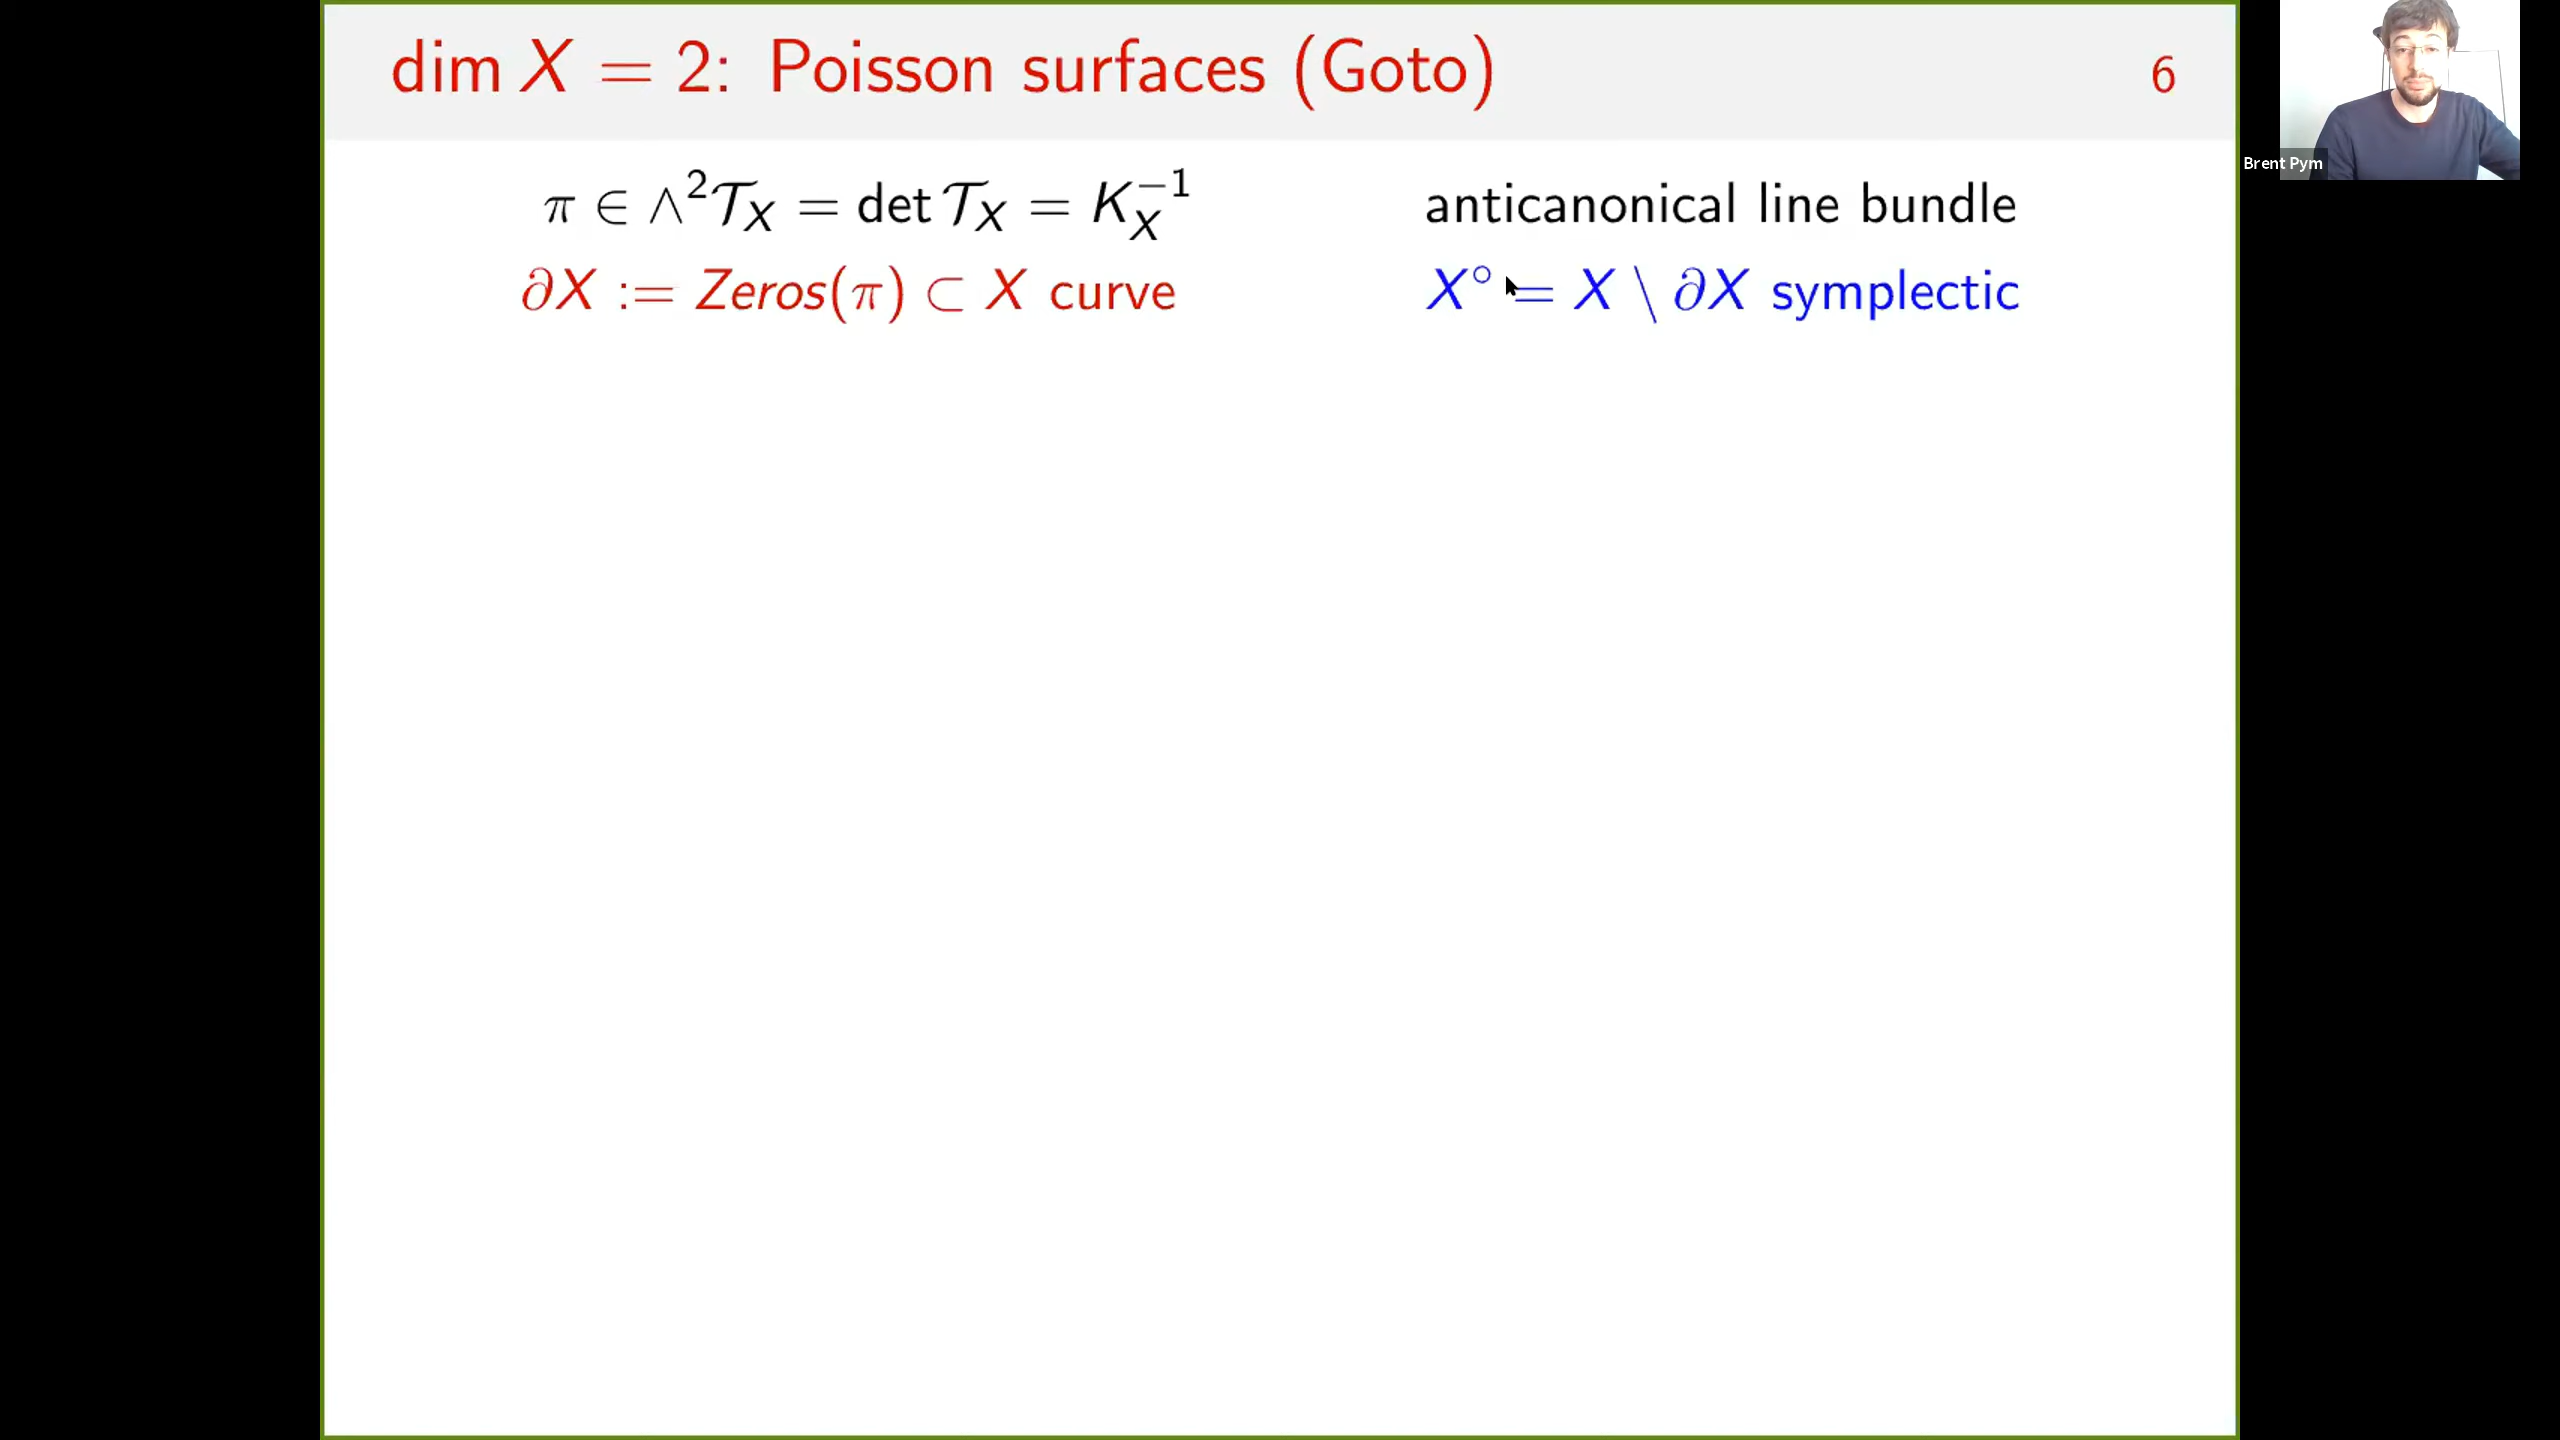 dim X = 2: Poisson surfaces (Goto) 6
π ∈ ∧²𝒯_X = det 𝒯_X = K_X^{-1} anticanonical line bundle
∂X := Zeros(π) ⊂ X curve X° = X \ ∂X symplectic
Brent Pym